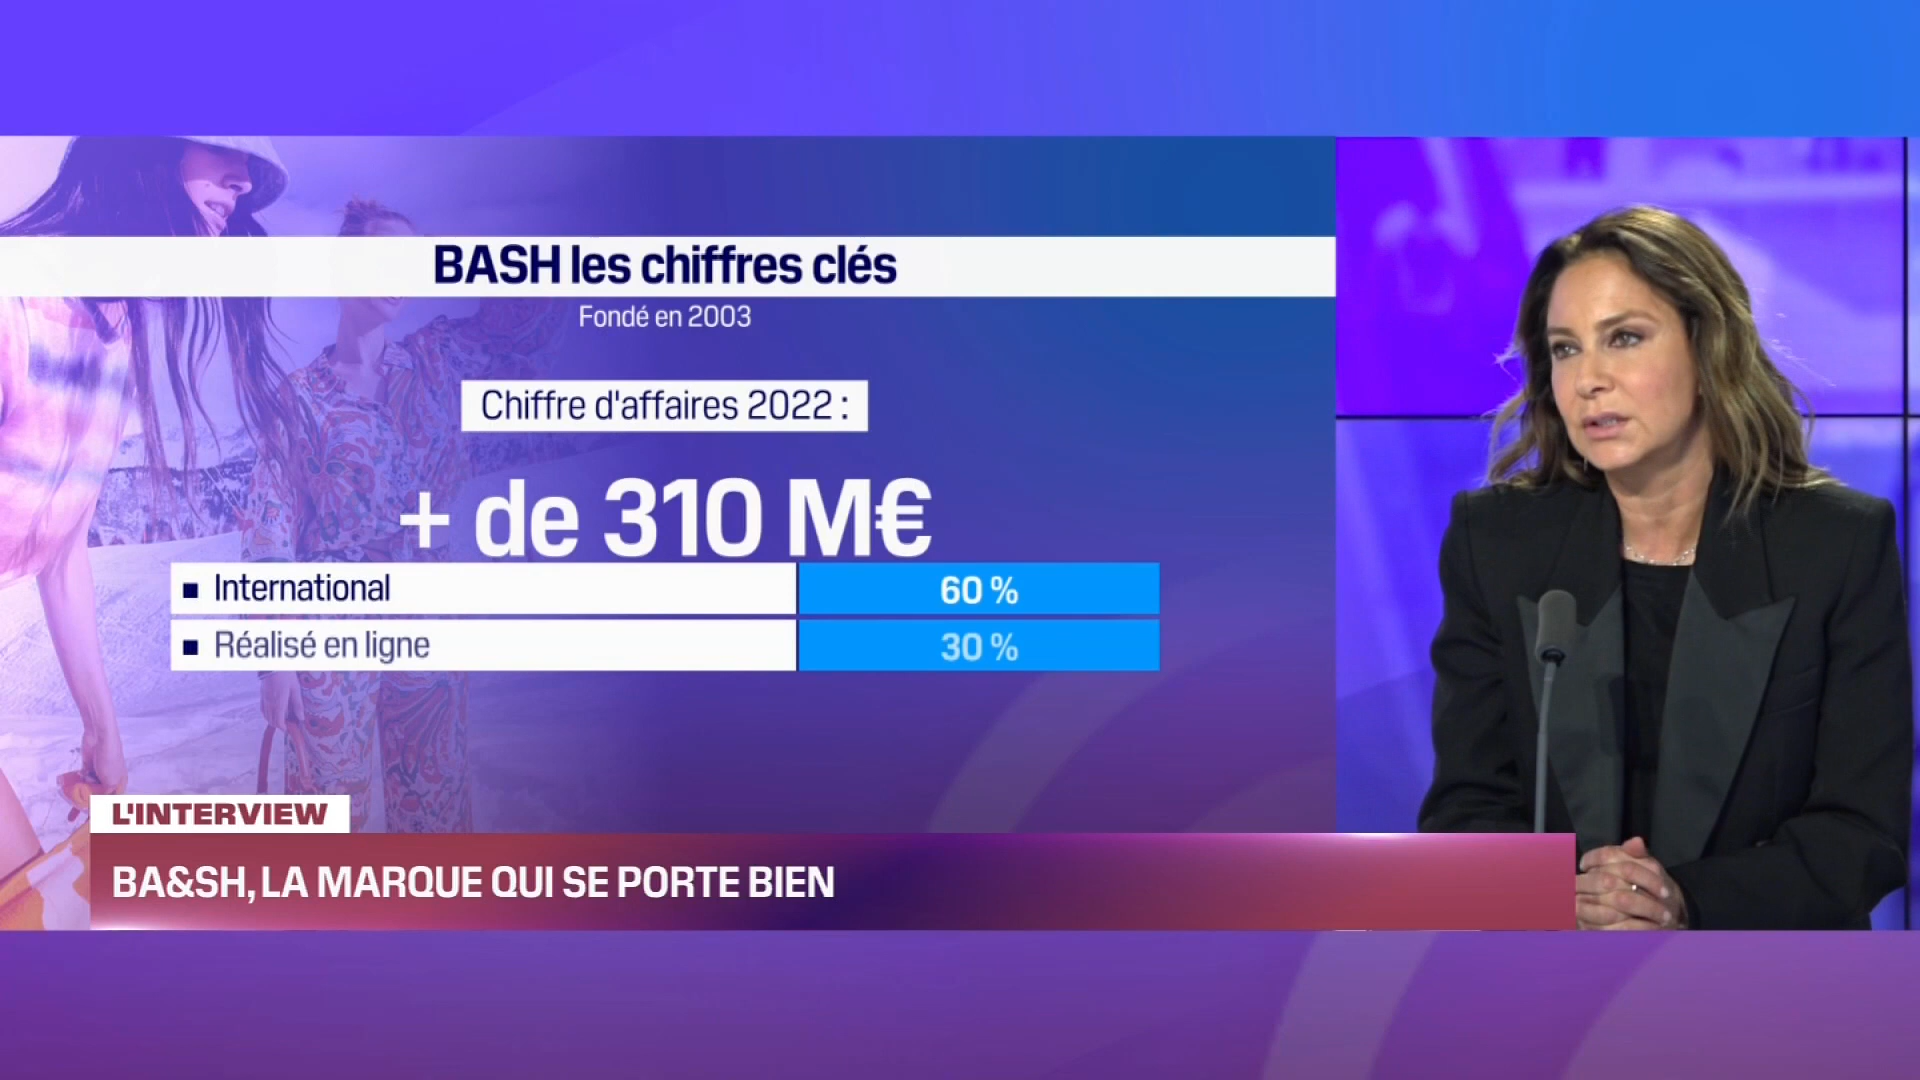 BASH les chiffres clés
Fondé en 2003
Chiffre d'affaires 2022 :
+ de 310 M€
▪ International 60 %
▪ Réalisé en ligne 30 %
L'INTERVIEW
BA&SH, LA MARQUE QUI SE PORTE BIEN